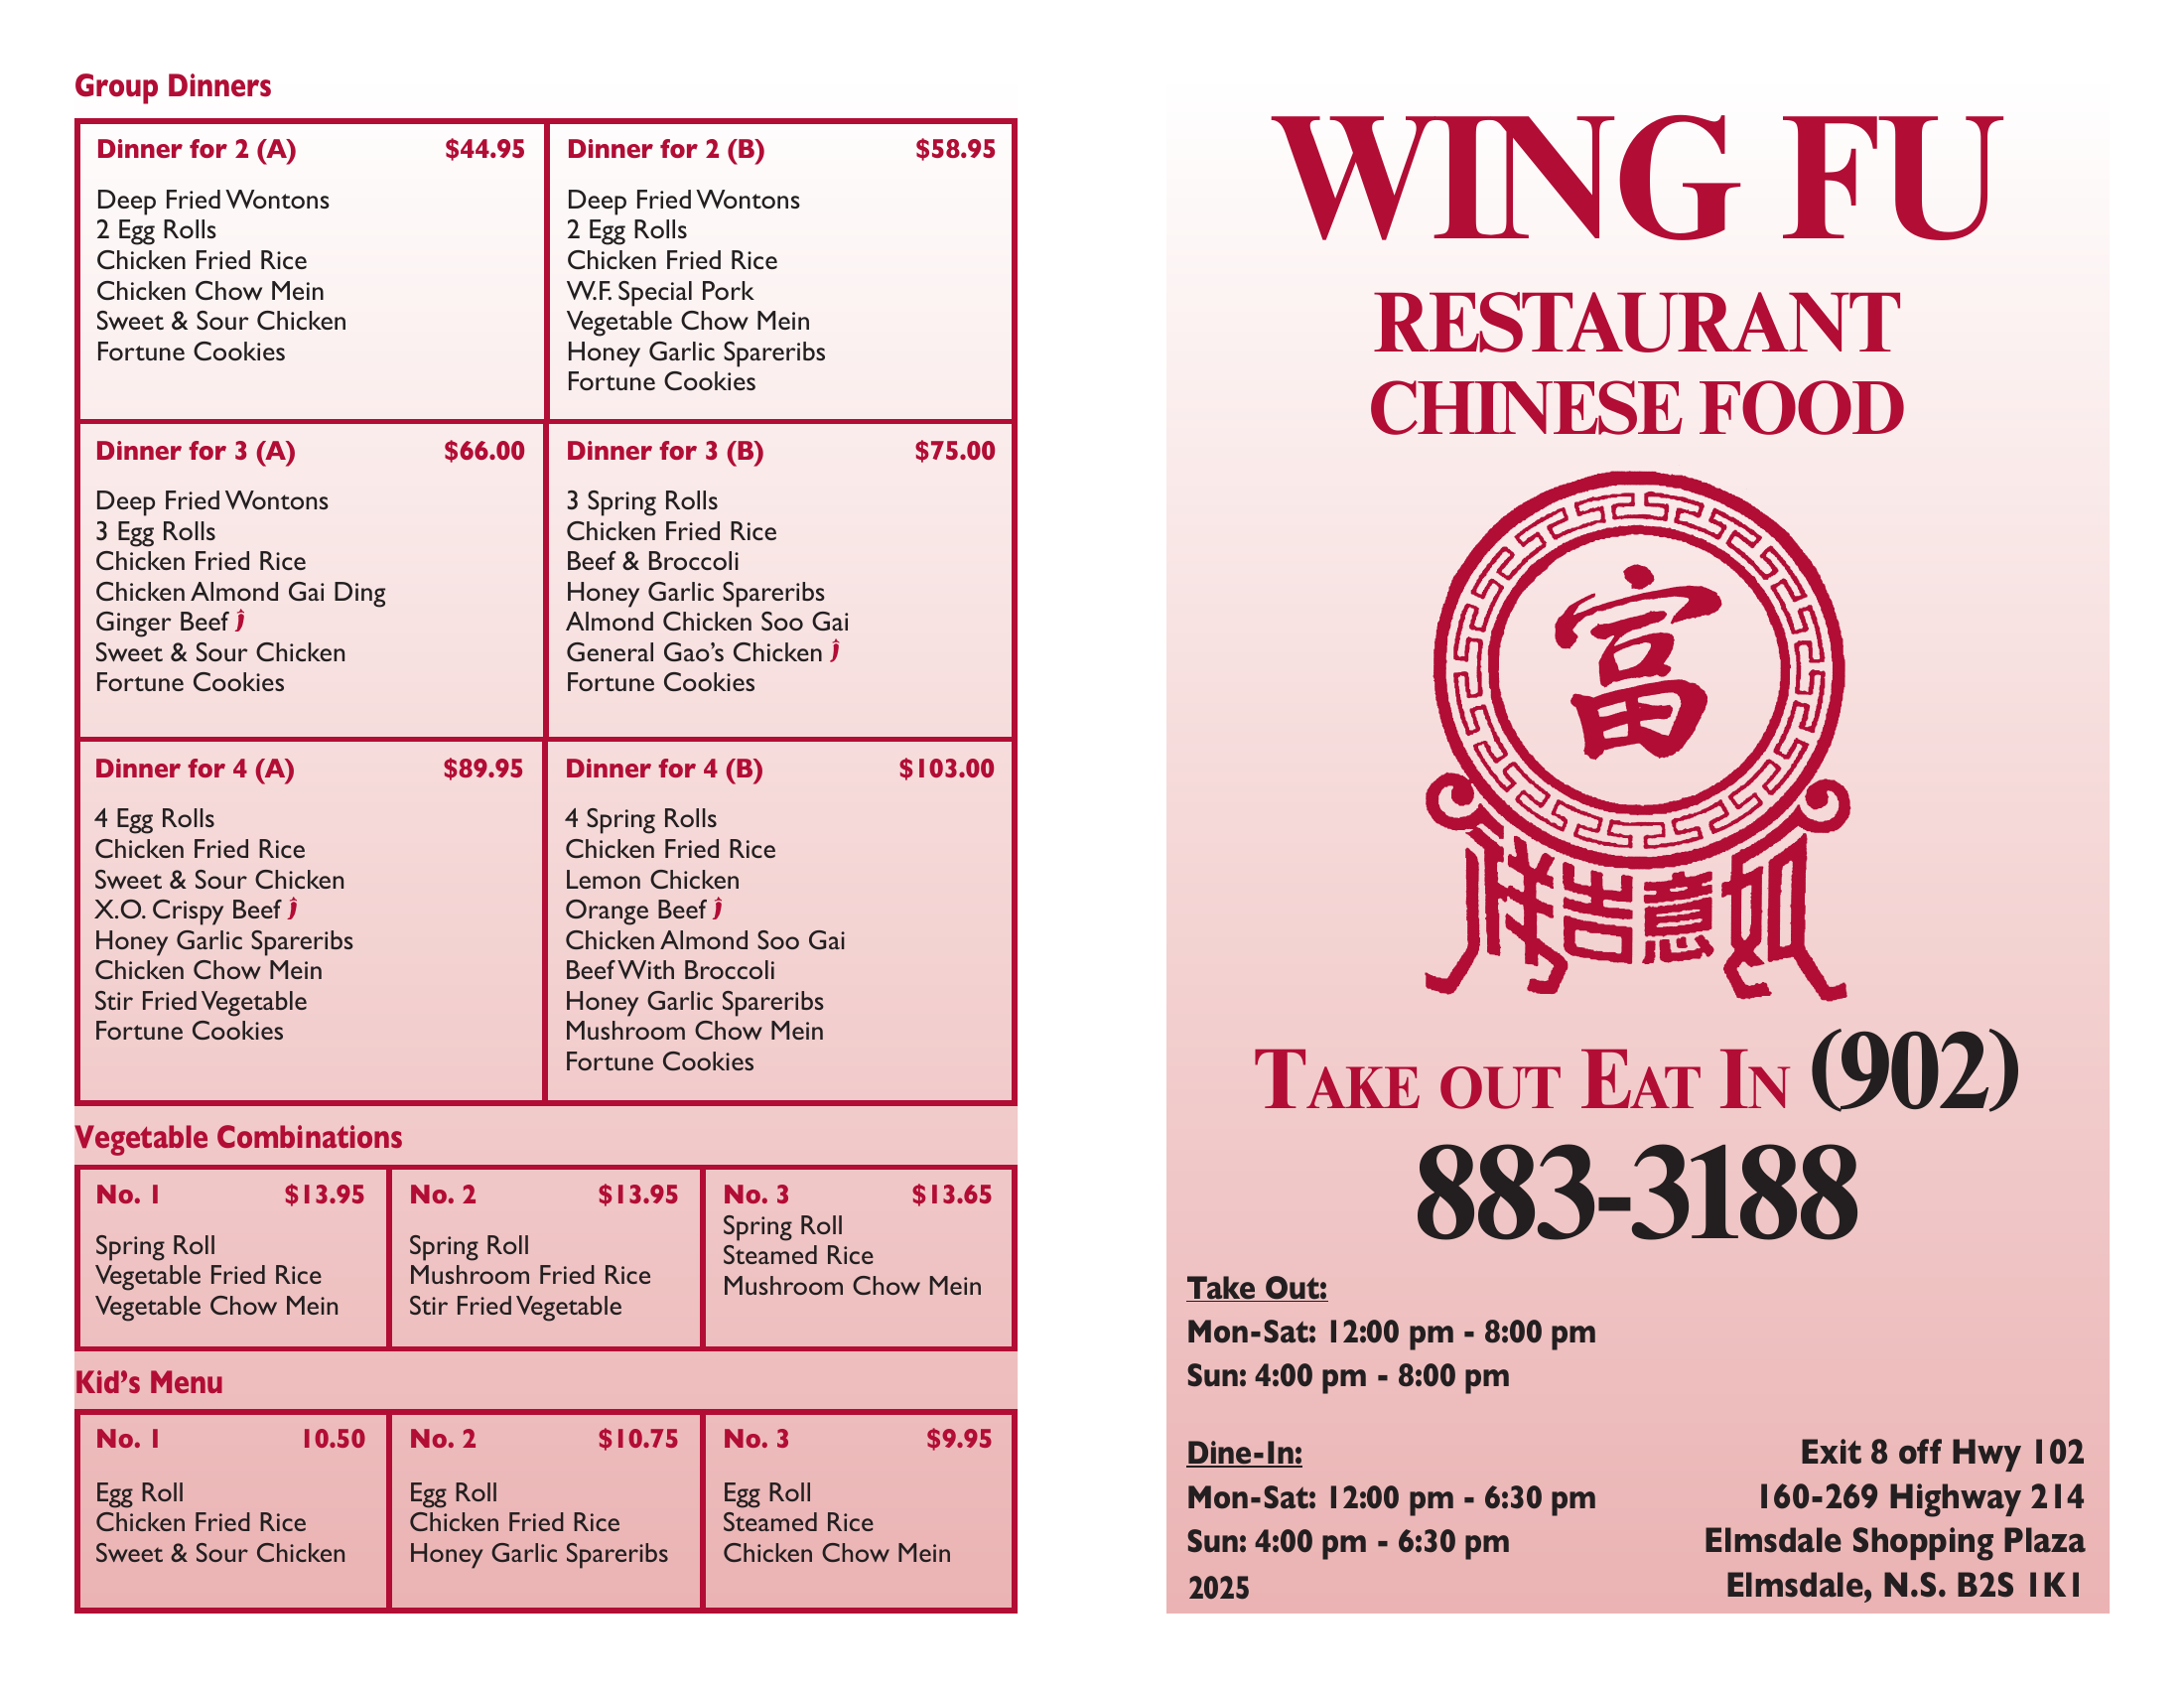 Group Dinners
Dinner for 2 (A) $44.95
Deep Fried Wontons
2 Egg Rolls
Chicken Fried Rice
Chicken Chow Mein
Sweet & Sour Chicken
Fortune Cookies
Dinner for 2 (B) $58.95
Deep Fried Wontons
2 Egg Rolls
Chicken Fried Rice
W.F. Special Pork
Vegetable Chow Mein
Honey Garlic Spareribs
Fortune Cookies
Dinner for 3 (A) $66.00
Deep Fried Wontons
3 Egg Rolls
Chicken Fried Rice
Chicken Almond Gai Ding
Ginger Beef
Sweet & Sour Chicken
Fortune Cookies
Dinner for 3 (B) $75.00
3 Spring Rolls
Chicken Fried Rice
Beef & Broccoli
Honey Garlic Spareribs
Almond Chicken Soo Gai
General Gao’s Chicken
Fortune Cookies
Dinner for 4 (A) $89.95
4 Egg Rolls
Chicken Fried Rice
Sweet & Sour Chicken
X.O. Crispy Beef
Honey Garlic Spareribs
Chicken Chow Mein
Stir Fried Vegetable
Fortune Cookies
Dinner for 4 (B) $103.00
4 Spring Rolls
Chicken Fried Rice
Lemon Chicken
Orange Beef
Chicken Almond Soo Gai
Beef With Broccoli
Honey Garlic Spareribs
Mushroom Chow Mein
Fortune Cookies
Vegetable Combinations
No. 1 $13.95
Spring Roll
Vegetable Fried Rice
Vegetable Chow Mein
No. 2 $13.95
Spring Roll
Mushroom Fried Rice
Stir Fried Vegetable
No. 3 $13.65
Spring Roll
Steamed Rice
Mushroom Chow Mein
Kid’s Menu
No. 1 10.50
Egg Roll
Chicken Fried Rice
Sweet & Sour Chicken
No. 2 $10.75
Egg Roll
Chicken Fried Rice
Honey Garlic Spareribs
No. 3 $9.95
Egg Roll
Steamed Rice
Chicken Chow Mein
WING FU
RESTAURANT
CHINESE FOOD
富
祥吉意如
TAKE OUT EAT IN (902)
883-3188
Take Out:
Mon-Sat: 12:00 pm - 8:00 pm
Sun: 4:00 pm - 8:00 pm
Dine-In:
Mon-Sat: 12:00 pm - 6:30 pm
Sun: 4:00 pm - 6:30 pm
2025
Exit 8 off Hwy 102
160-269 Highway 214
Elmsdale Shopping Plaza
Elmsdale, N.S. B2S 1K1